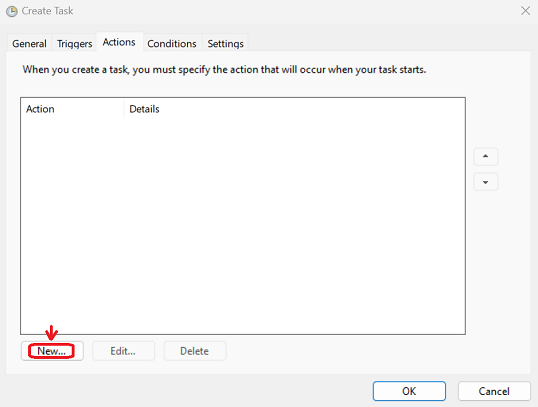 Create Task
General Triggers Actions Conditions Settings
When you create a task, you must specify the action that will occur when your task starts.
Action Details
New... Edit... Delete
OK Cancel